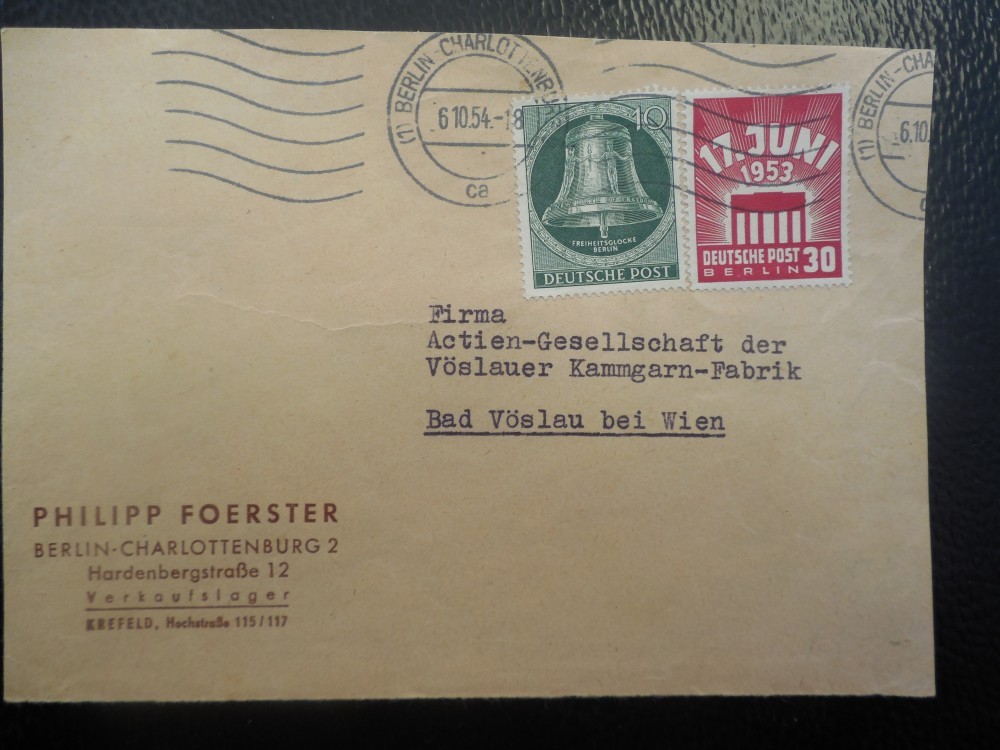 (1) BERLIN-CHARLOTTENBURG
6.10.54.-18
ca
(1) BERLIN-CHA
6.10.
10
FREIHEITSGLOCKE
BERLIN
DEUTSCHE POST
17. JUNI
1953
DEUTSCHE POST
BERLIN 30
Firma
Actien-Gesellschaft der
Vöslauer Kammgarn-Fabrik
Bad Vöslau bei Wien
PHILIPP FOERSTER
BERLIN-CHARLOTTENBURG 2
Hardenbergstraße 12
Verkaufslager
KREFELD, Hochstraße 115/117